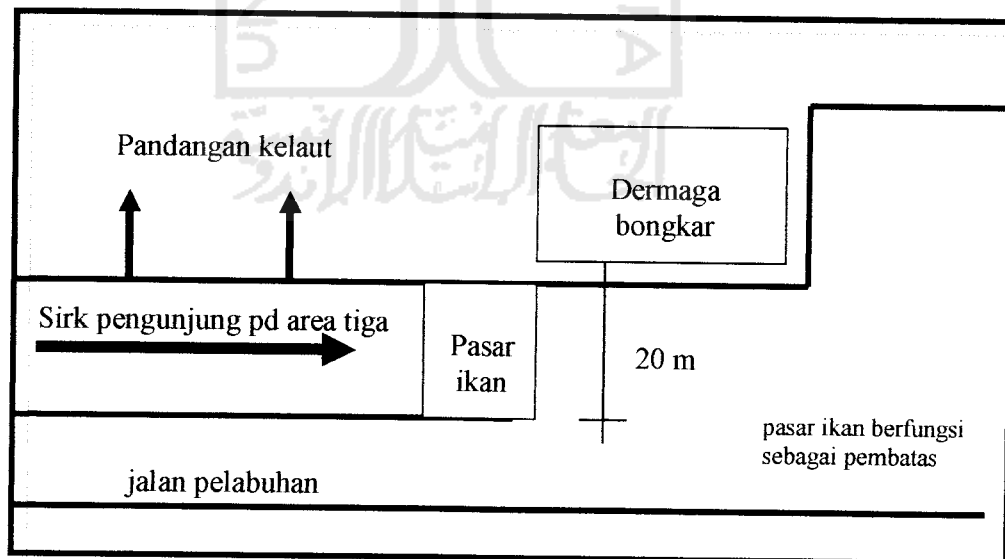 Pandangan kelaut
Dermaga
bongkar
Sirk pengunjung pd area tiga
Pasar
ikan
20 m
pasar ikan berfungsi
sebagai pembatas
jalan pelabuhan